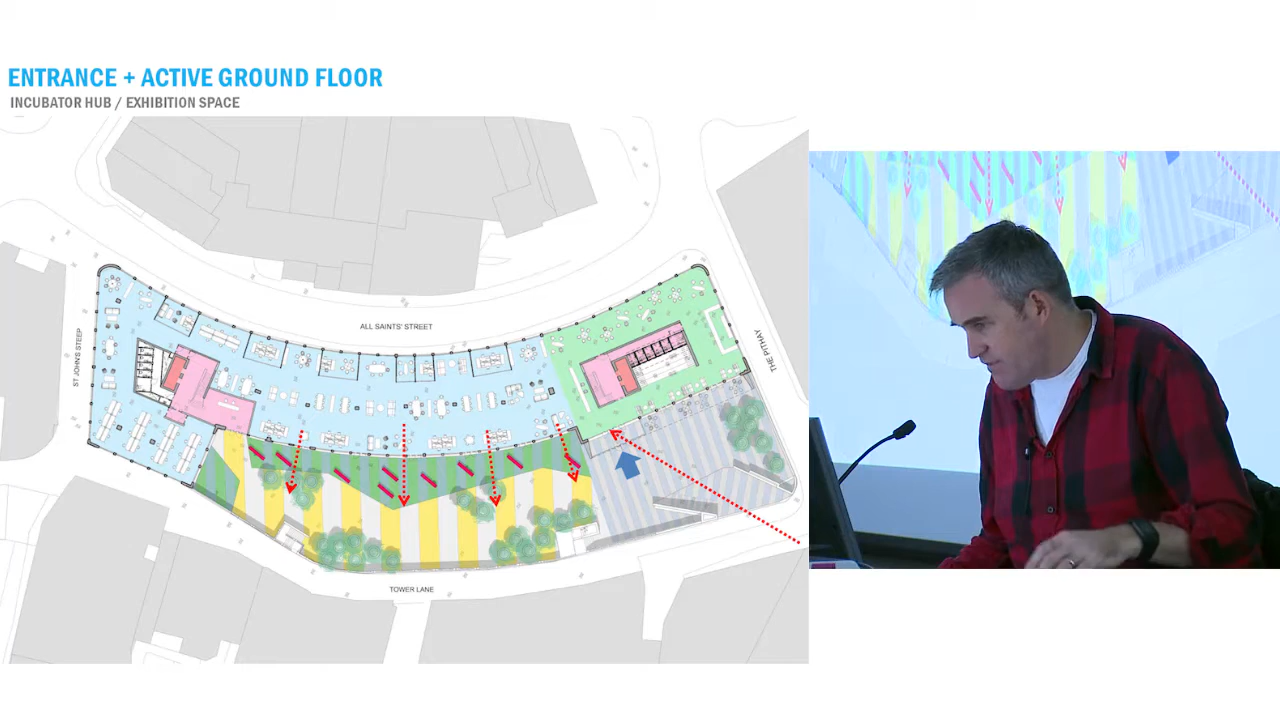 ENTRANCE + ACTIVE GROUND FLOOR
INCUBATOR HUB / EXHIBITION SPACE
ALL SAINTS' STREET
ST JOHN'S STEEP
THE PITHAY
TOWER LANE